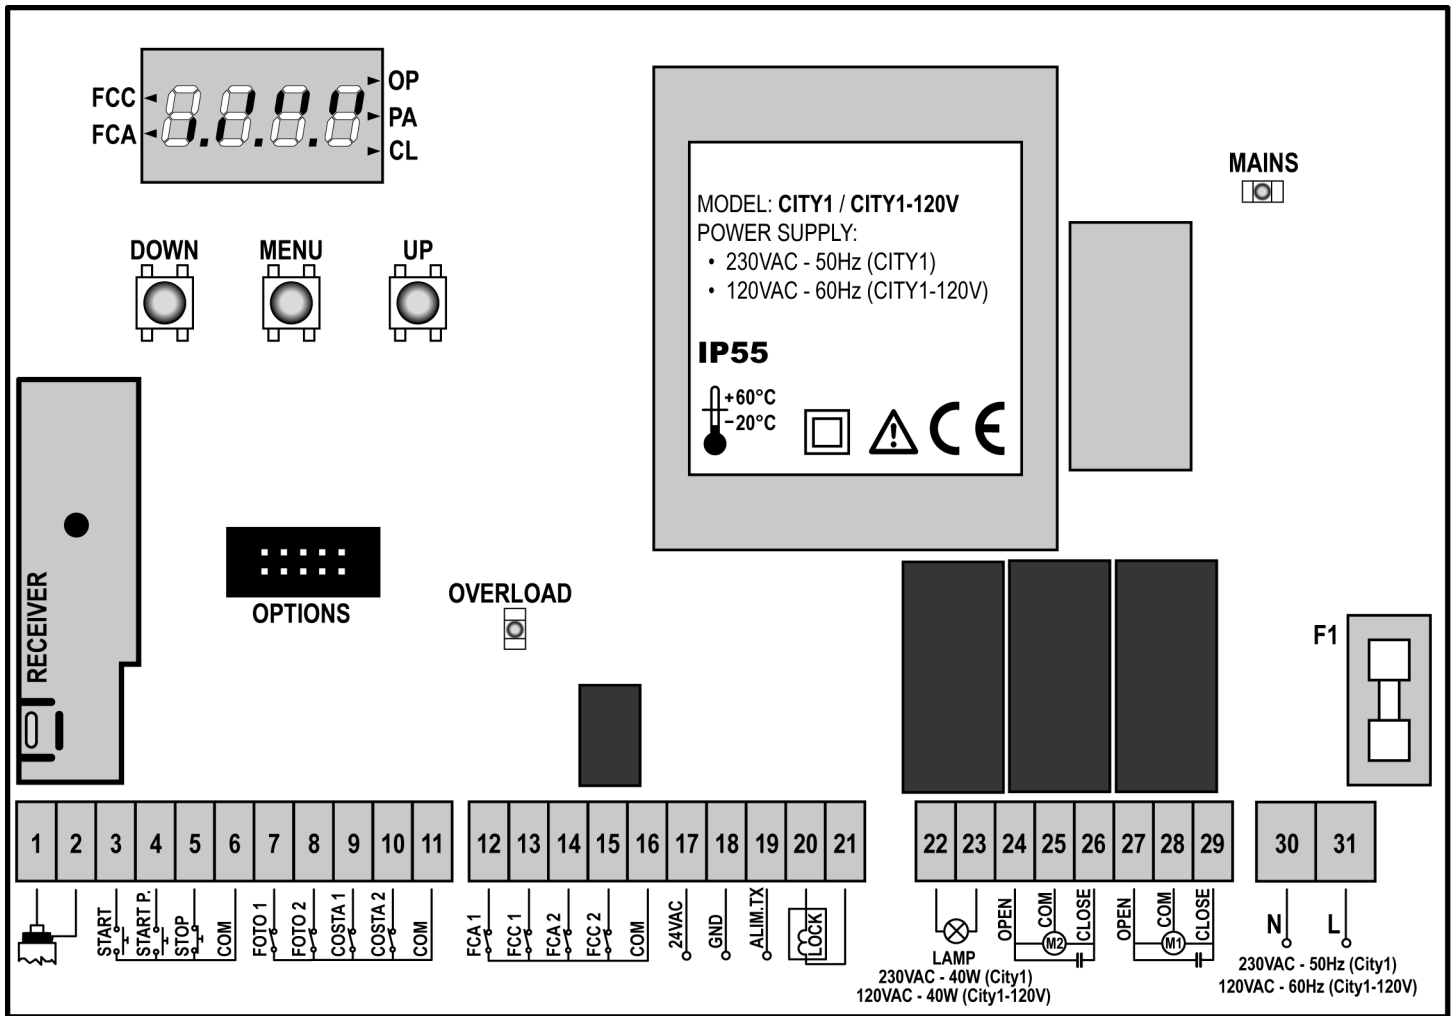 FCC
FCA
OP
PA
CL
DOWN
MENU
UP
MODEL: CITY1 / CITY1-120V
POWER SUPPLY:
• 230VAC - 50Hz (CITY1)
• 120VAC - 60Hz (CITY1-120V)
IP55
+60°C
-20°C
CE
MAINS
RECEIVER
OPTIONS
OVERLOAD
F1
1 2 3 4 5 6 7 8 9 10 11
12 13 14 15 16 17 18 19 20 21
22 23 24 25 26 27 28 29
30 31
START
START P.
STOP
COM
FOTO 1
FOTO 2
COSTA 1
COSTA 2
COM
FCA 1
FCC 1
FCA 2
FCC 2
COM
24VAC
GND
ALIM.TX
LOCK
LAMP
230VAC - 40W (City1)
120VAC - 40W (City1-120V)
OPEN
COM
CLOSE
M2
OPEN
COM
CLOSE
M1
N
L
230VAC - 50Hz (City1)
120VAC - 60Hz (City1-120V)